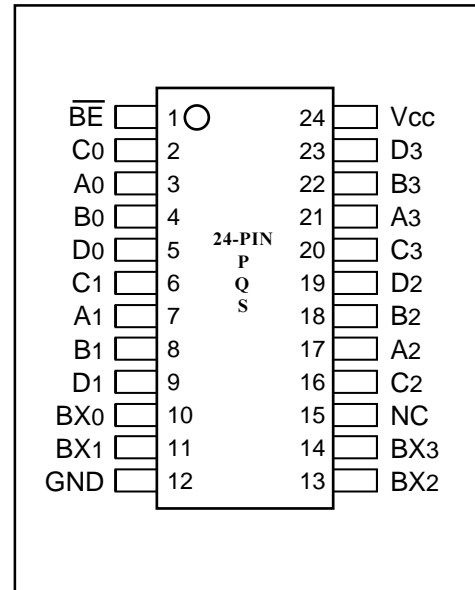 B̅E̅ 1 24 Vcc
C0 2 23 D3
A0 3 22 B3
B0 4 21 A3
D0 5 20 C3
C1 6 19 D2
A1 7 18 B2
B1 8 17 A2
D1 9 16 C2
BX0 10 15 NC
BX1 11 14 BX3
GND 12 13 BX2
24-PIN
P
Q
S